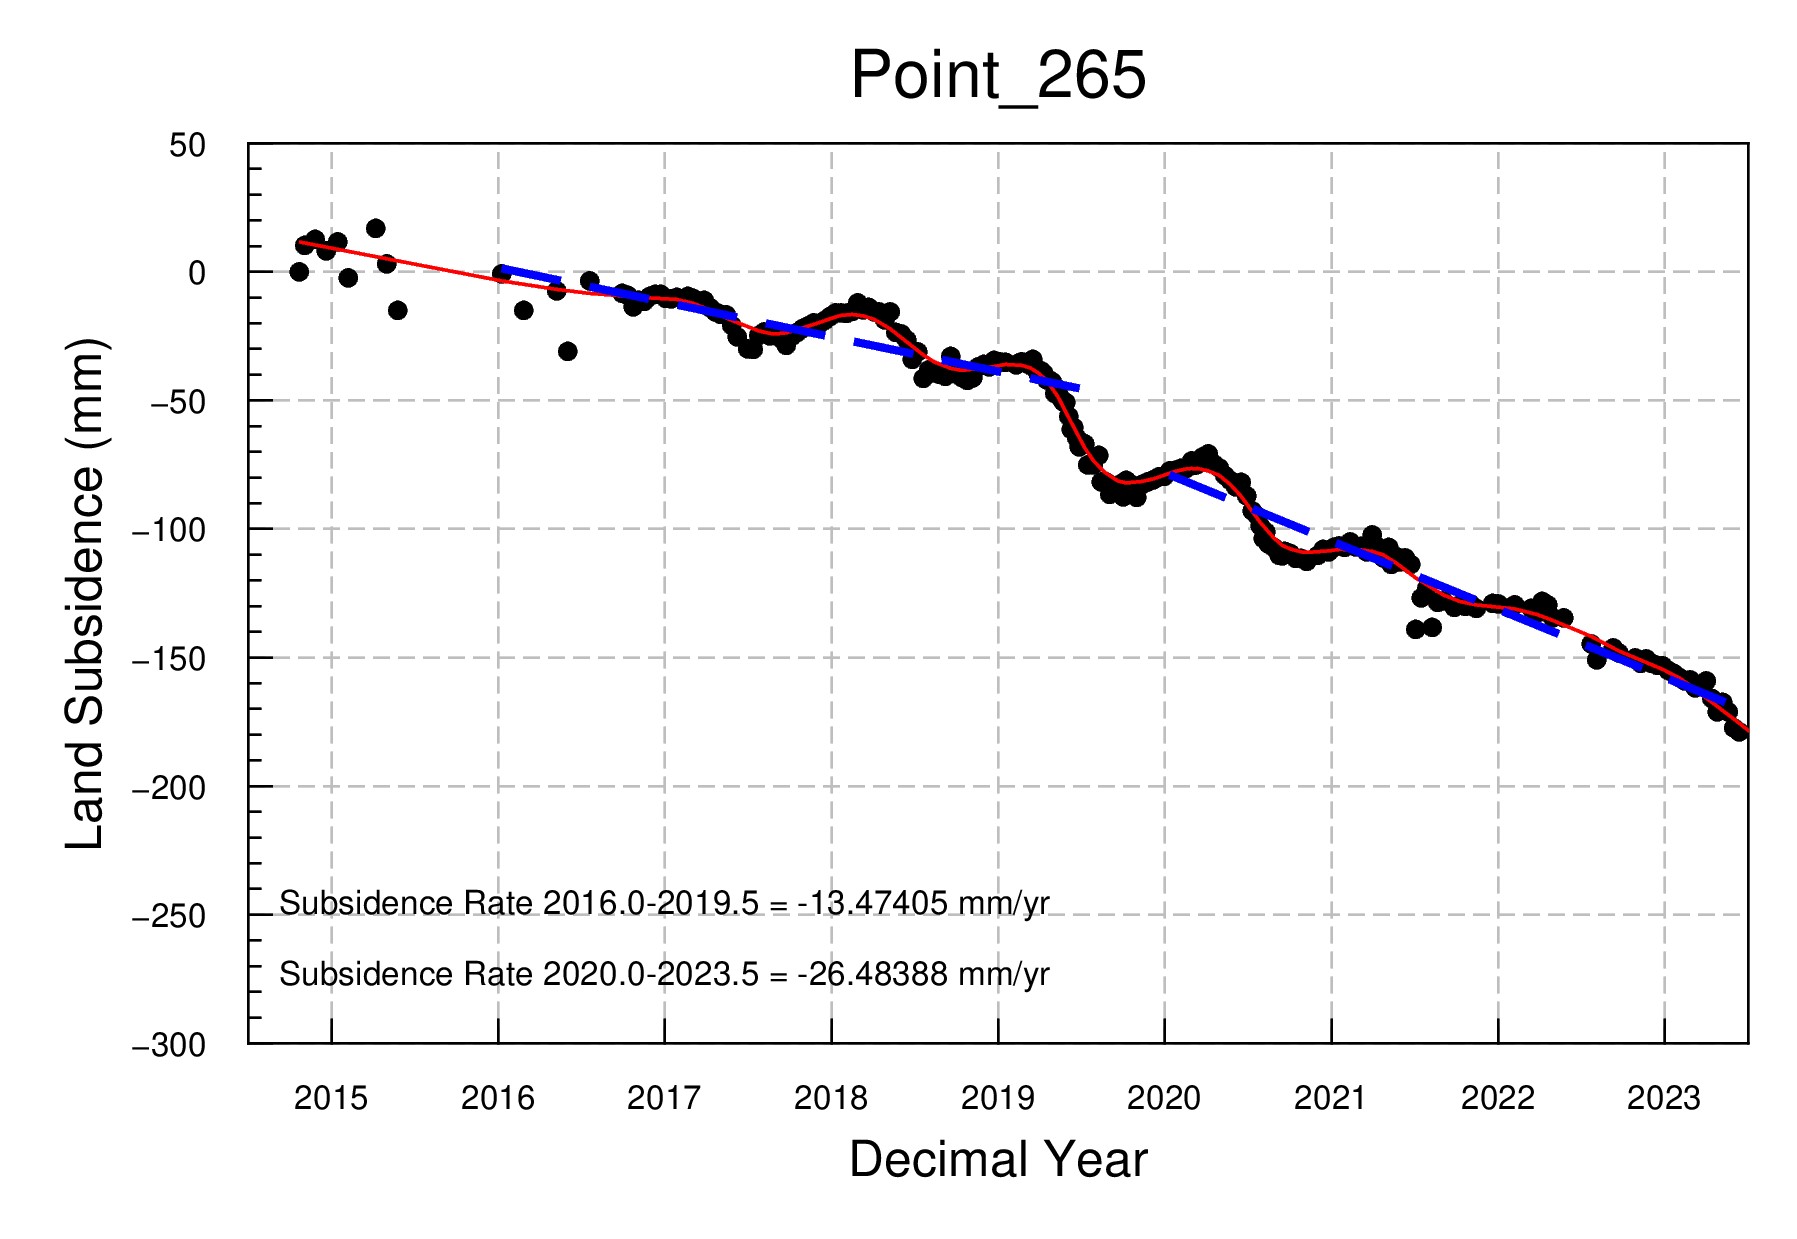 Point_265
50
0
−50
−100
−150
−200
−250
−300
Land Subsidence (mm)
Subsidence Rate 2016.0-2019.5 = -13.47405 mm/yr
Subsidence Rate 2020.0-2023.5 = -26.48388 mm/yr
2015 2016 2017 2018 2019 2020 2021 2022 2023
Decimal Year